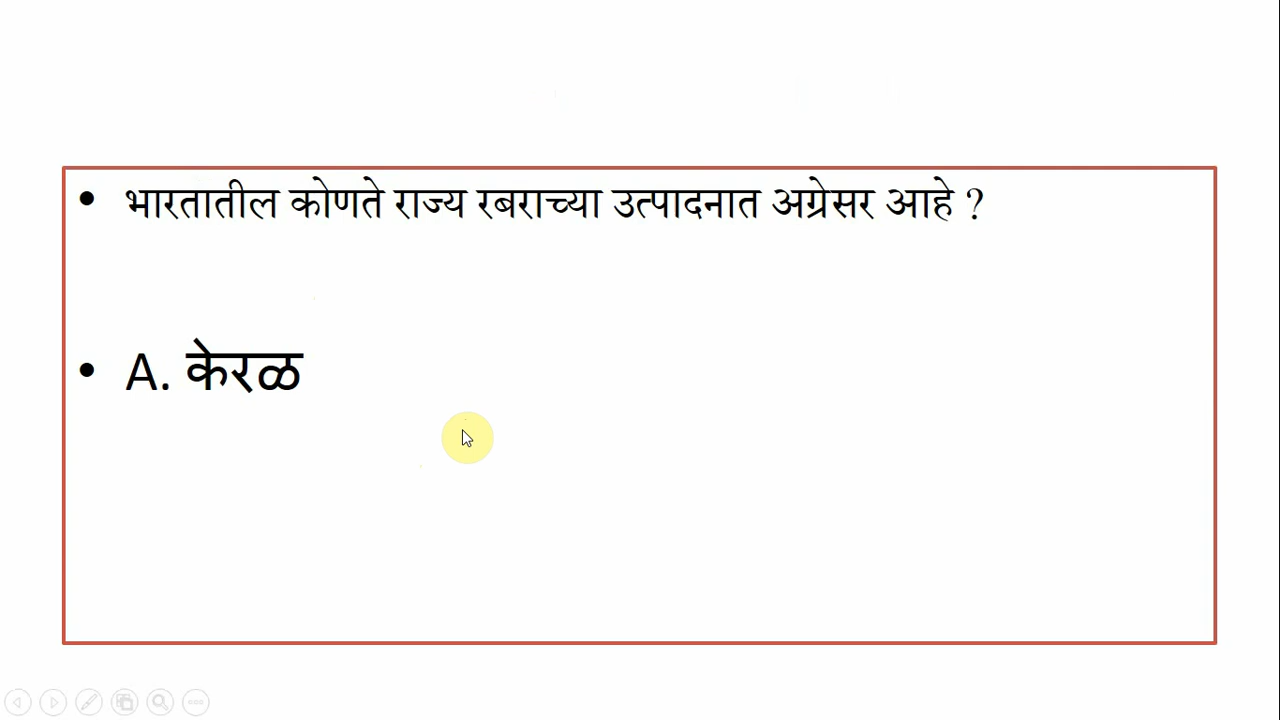 • भारतातील कोणते राज्य रबराच्या उत्पादनात अग्रेसर आहे ?
• A. केरळ